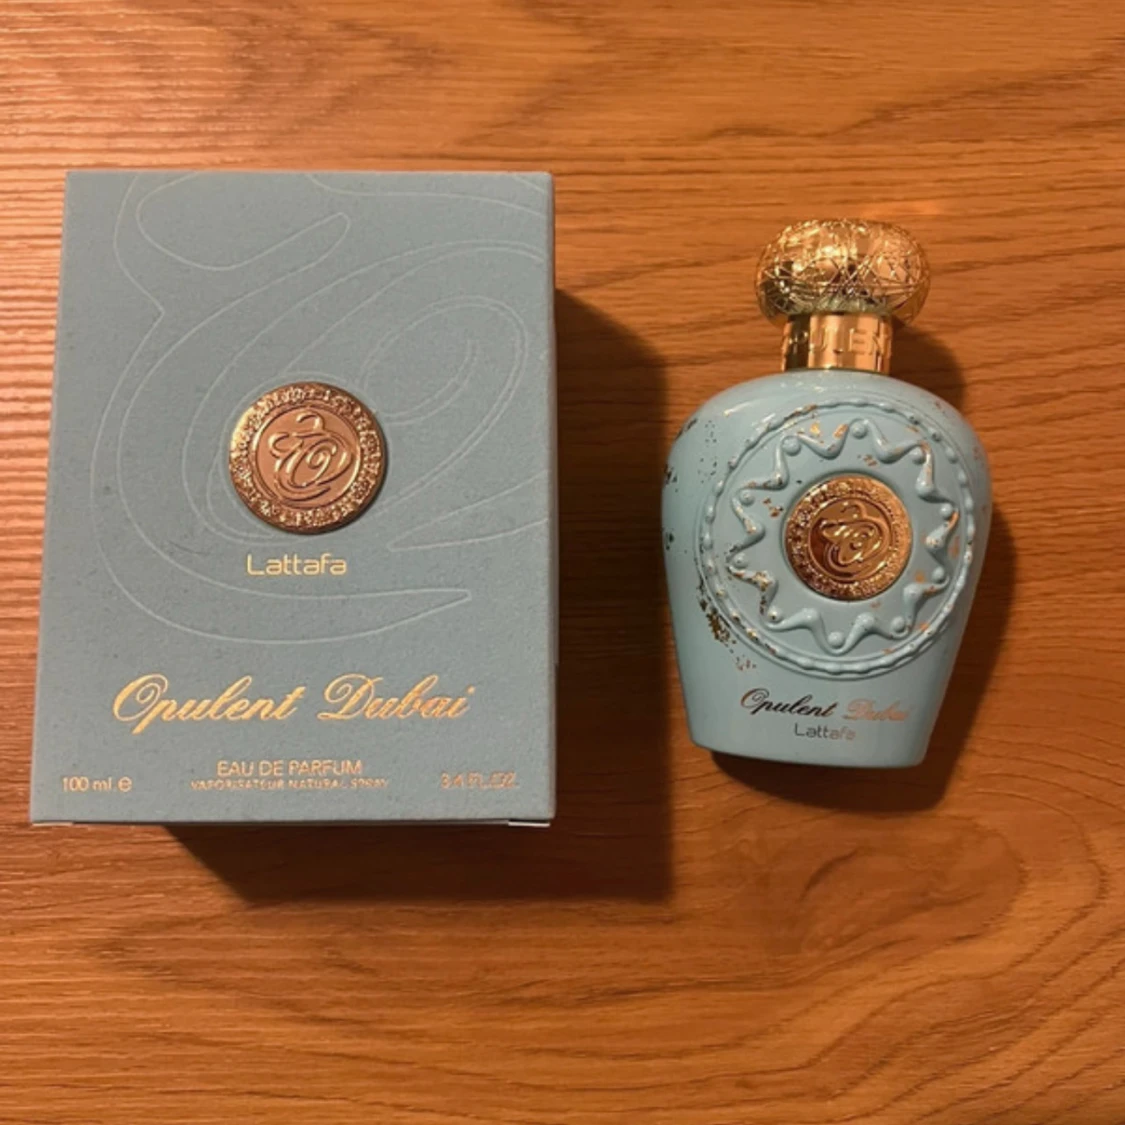 Lattafa
Opulent Dubai
EAU DE PARFUM
VAPORISATEUR NATURAL SPRAY
100 ml. e
3.4 FL.OZ.
Opulent Dubai
Lattafa